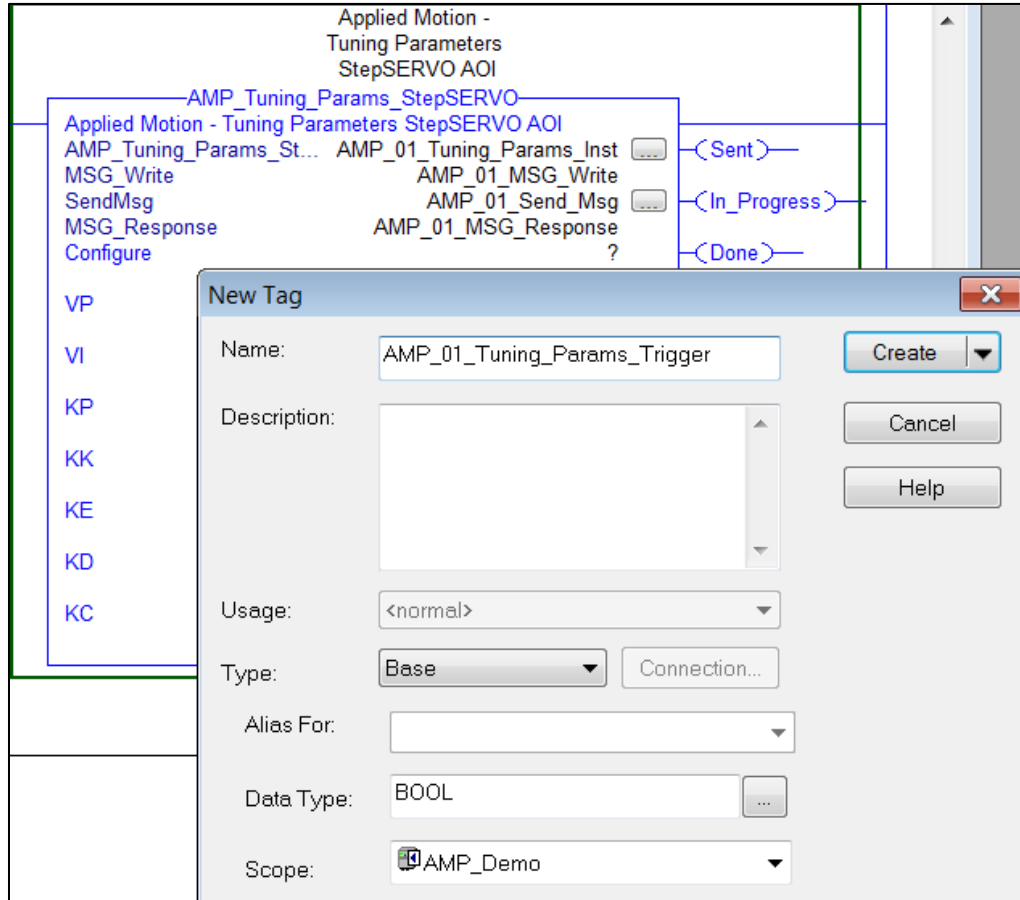 Applied Motion -
Tuning Parameters
StepSERVO AOI
AMP_Tuning_Params_StepSERVO
Applied Motion - Tuning Parameters StepSERVO AOI
AMP_Tuning_Params_St... AMP_01_Tuning_Params_Inst ... (Sent)
MSG_Write AMP_01_MSG_Write
SendMsg AMP_01_Send_Msg ... (In_Progress)
MSG_Response AMP_01_MSG_Response
Configure ? (Done)
VP
VI
KP
KK
KE
KD
KC
New Tag
Name: AMP_01_Tuning_Params_Trigger Create
Description: Cancel
Help
Usage: <normal>
Type: Base Connection...
Alias For:
Data Type: BOOL ...
Scope: AMP_Demo